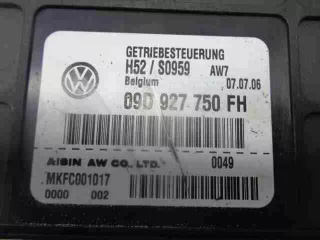 GETRIEBESTEUERUNG
H52 / S0959 AW7
Belgium 07.07.06
09D 927 750 FH
AISIN AW CO., LTD. 0049
MKFC001017
0000 002